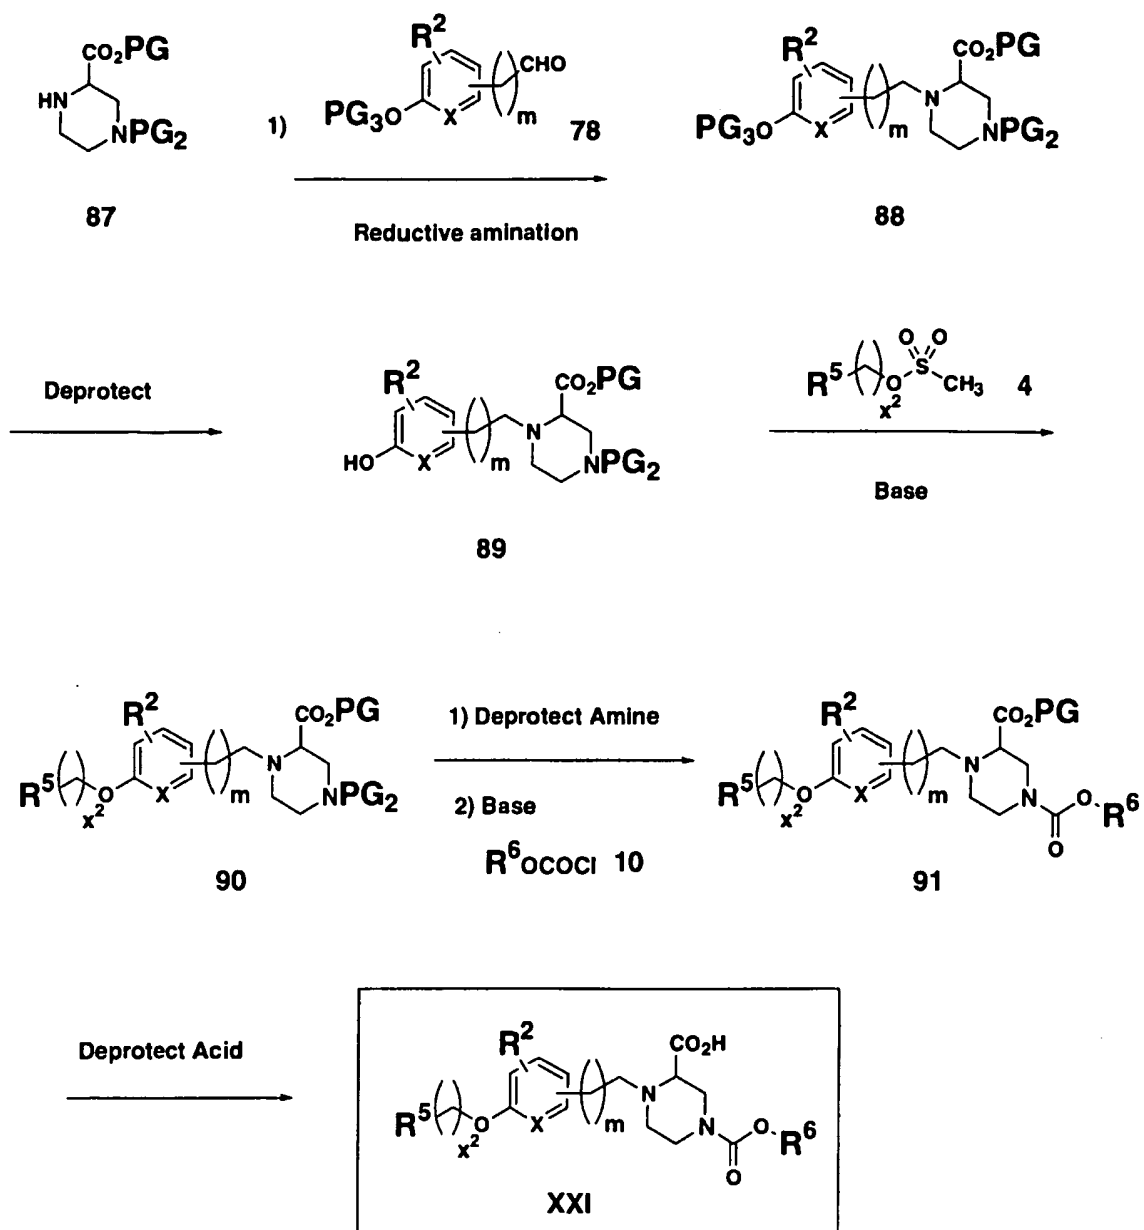 CO₂PG
HN
NPG₂
87
1)
R²
CHO
m
PG₃O
X
78
Reductive amination
R²
CO₂PG
N
m
PG₃O
X
NPG₂
88
Deprotect
R²
CO₂PG
N
m
HO
X
NPG₂
89
O O
S
R⁵
O
CH₃
x²
4
Base
R²
CO₂PG
N
R⁵
x²
O
X
m
NPG₂
90
1) Deprotect Amine
2) Base
R⁶OCOCl 10
R²
CO₂PG
N
R⁵
x²
O
X
m
N
O
R⁶
O
91
Deprotect Acid
R²
CO₂H
N
R⁵
x²
O
X
m
N
O
R⁶
O
XXI